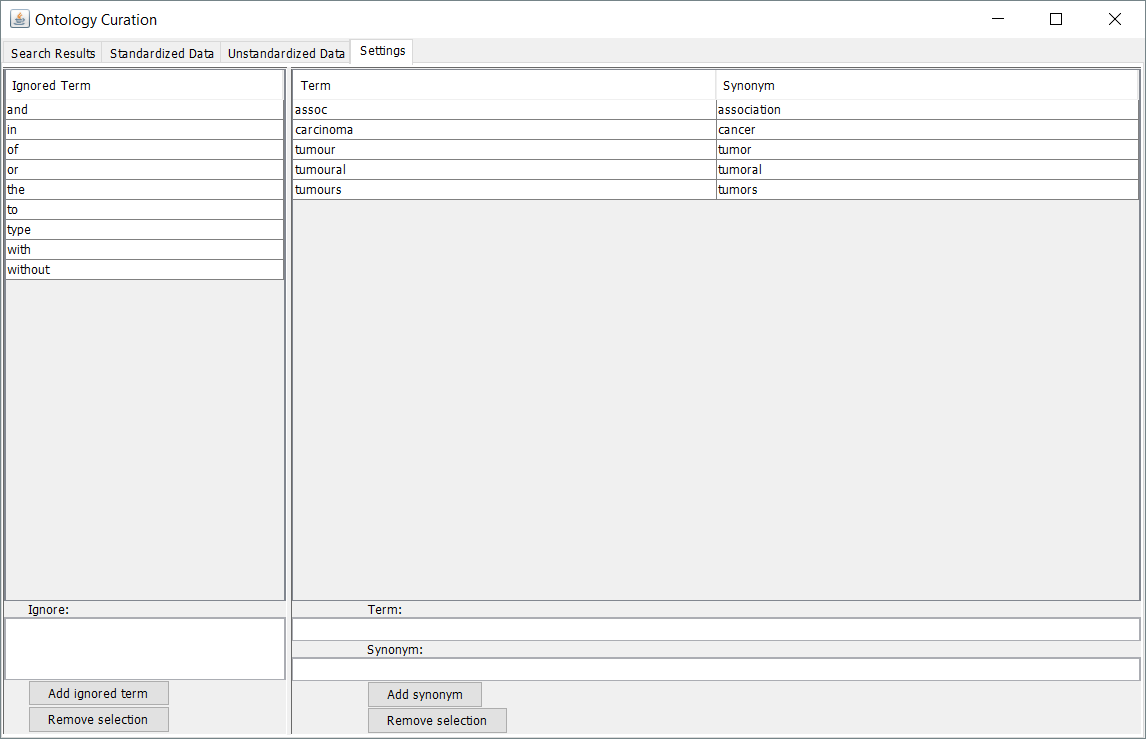 Ontology Curation
Search Results Standardized Data Unstandardized Data Settings
Ignored Term
and
in
of
or
the
to
type
with
without
Ignore:
Add ignored term
Remove selection
Term Synonym
assoc association
carcinoma cancer
tumour tumor
tumoural tumoral
tumours tumors
Term:
Synonym:
Add synonym
Remove selection